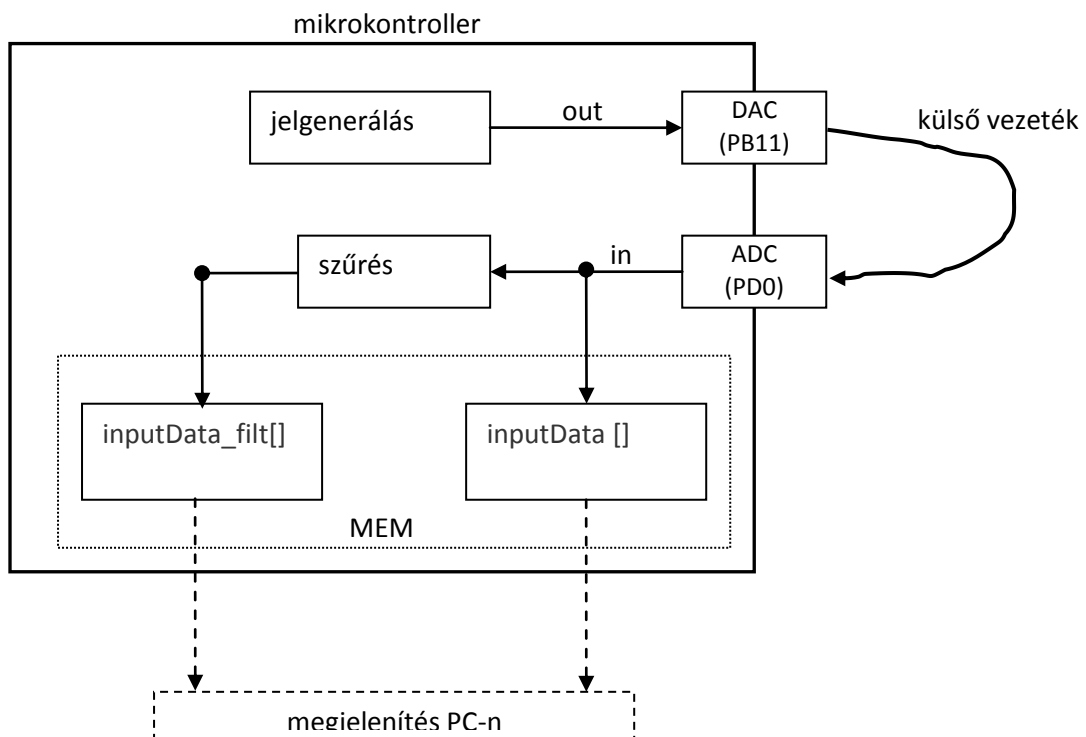 mikrokontroller
jelgenerálás
out
DAC
(PB11)
külső vezeték
szűrés
in
ADC
(PD0)
inputData_filt[]
inputData []
MEM
megjelenítés PC-n